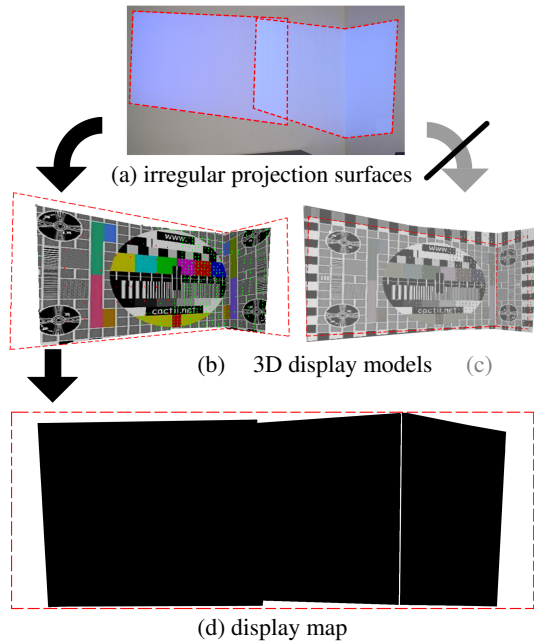 (a) irregular projection surfaces
www.
cactii.net
(b) 3D display models (c)
(d) display map